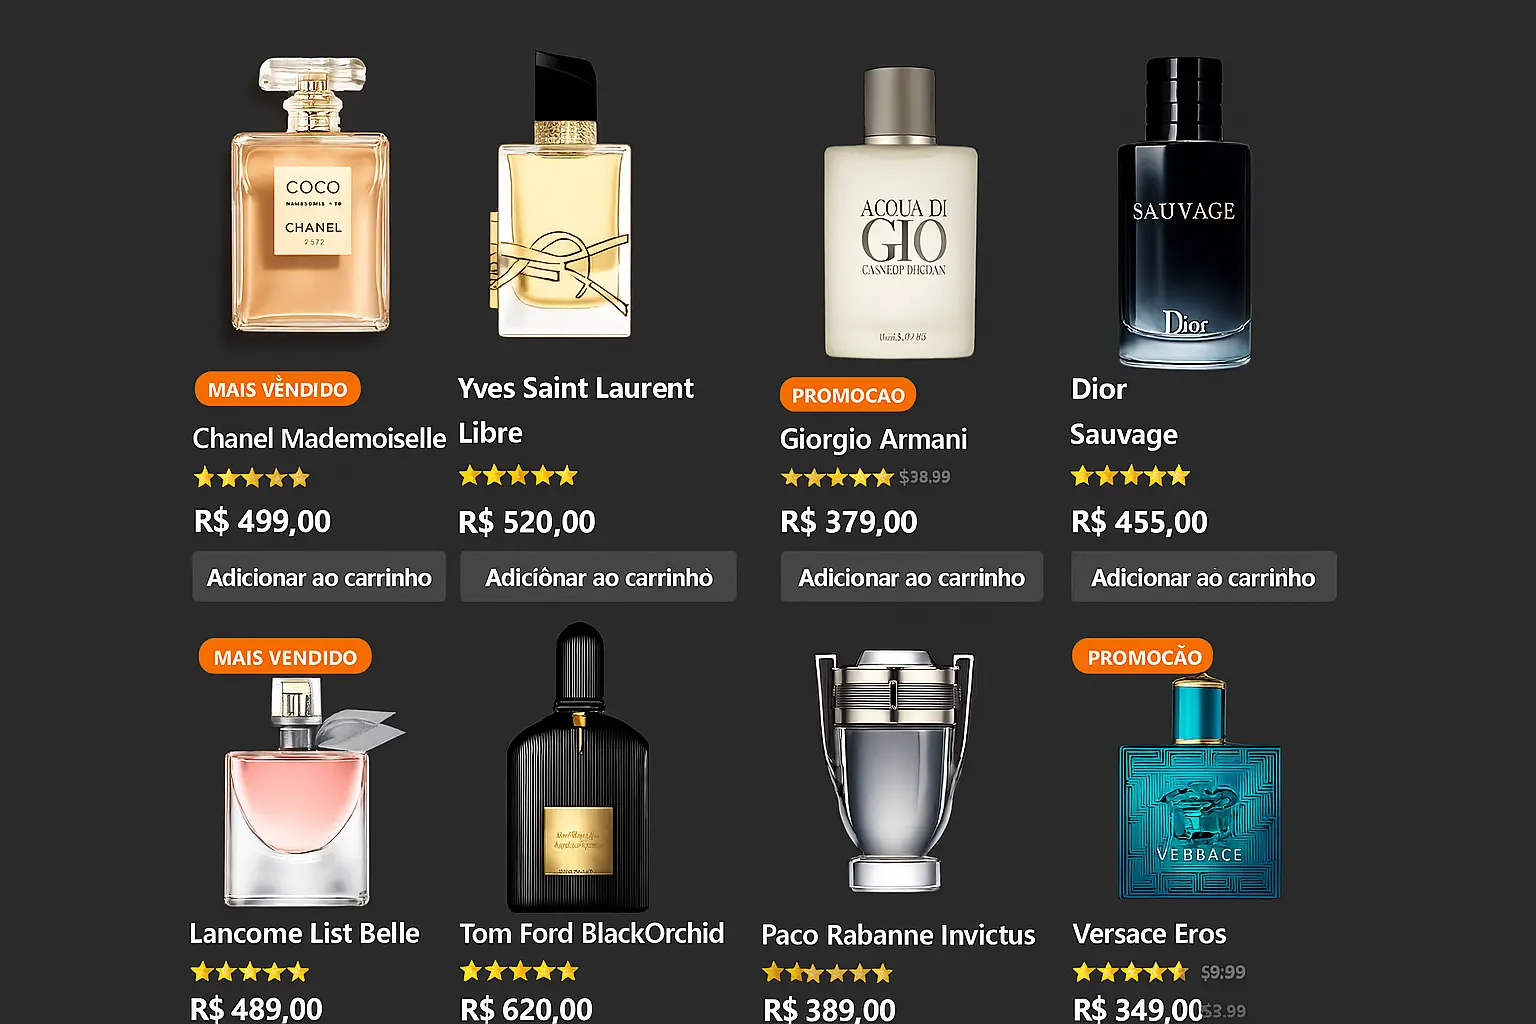 COCO
CHANEL
2572
ACQUA DI
GIO
CASNEOP DHCDAN
SAUVAGE
Dior
MAIS VÊNDIDO
Chanel Mademoiselle
R$ 499,00
Adicionar ao carrinho
Yves Saint Laurent
Libre
R$ 520,00
Adicíônar ao carrinhò
PROMOCAO
Giorgio Armani
$38.99
R$ 379,00
Adicionar ao carrinho
Dior
Sauvage
R$ 455,00
Adicionar aò carrinho
MAIS VENDIDO
Lancome List Belle
R$ 489,00
Tom Ford BlackOrchid
R$ 620,00
Paco Rabanne Invictus
R$ 389,00
PROMOCÃO
VEBBACE
Versace Eros
$9:99
R$ 349,00
$3.99